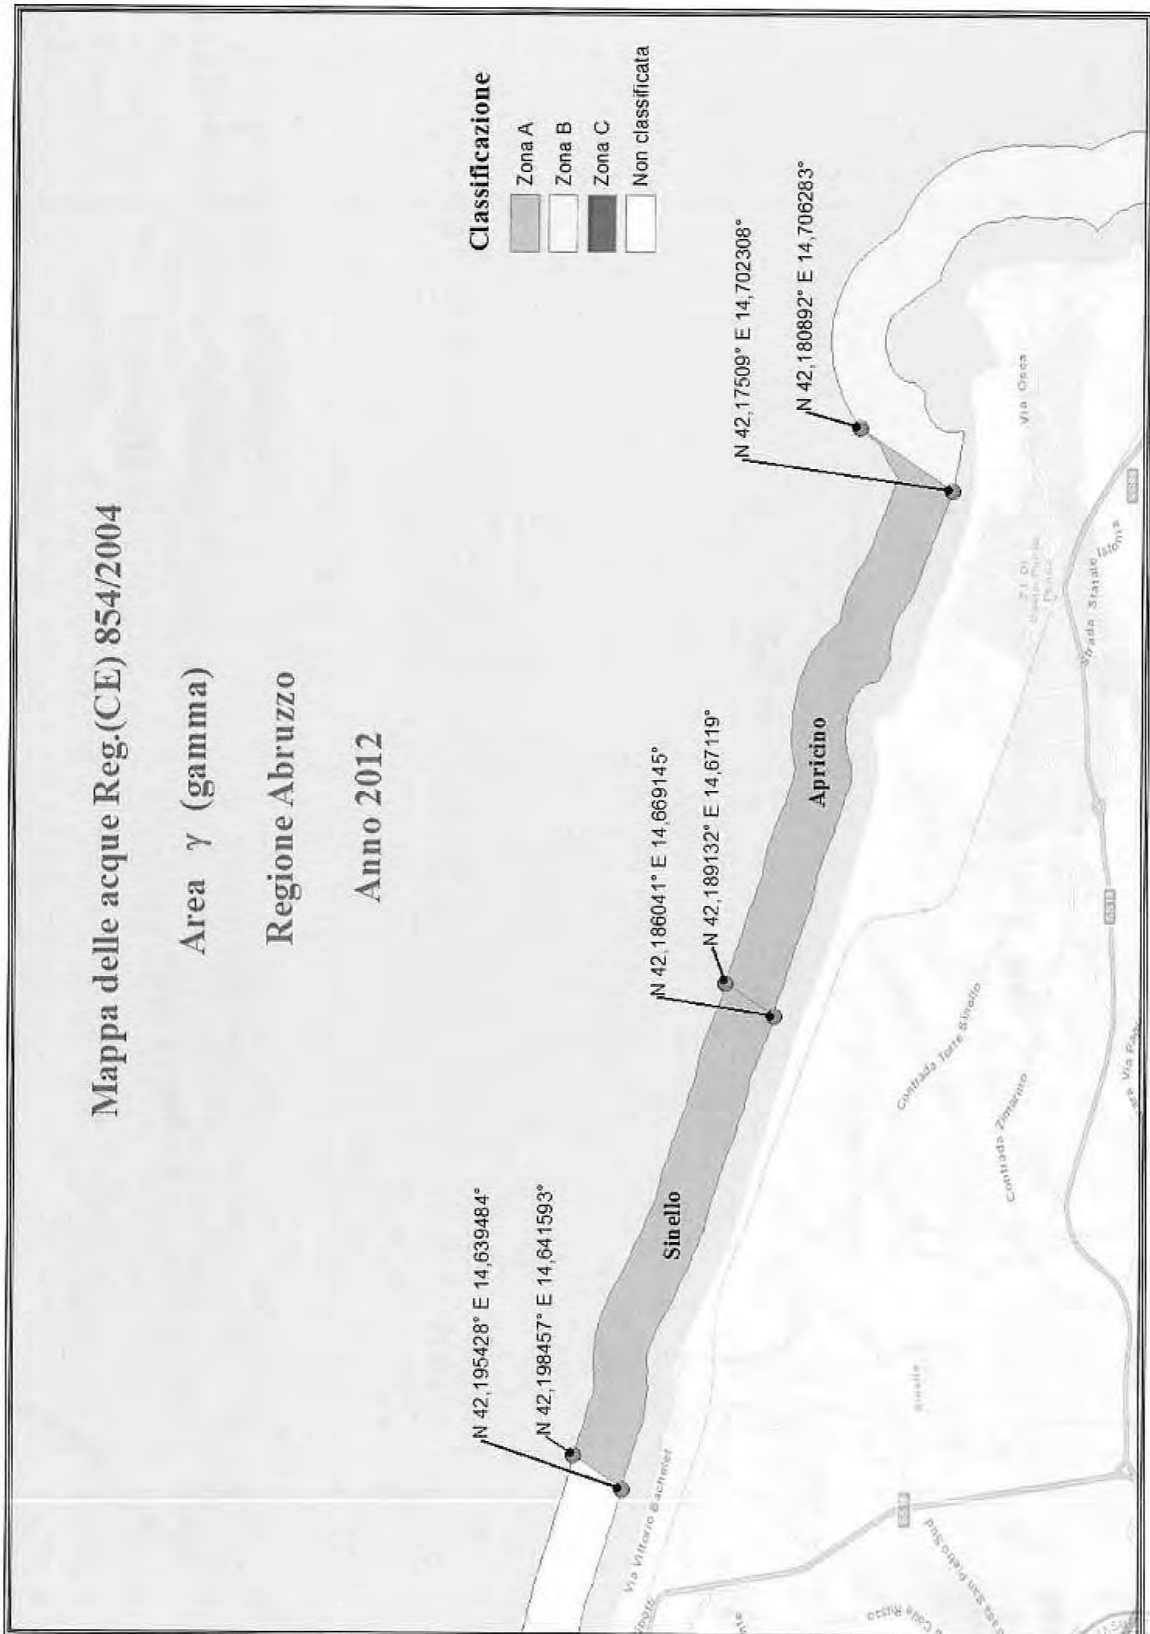 Mappa delle acque Reg.(CE) 854/2004
Area γ (gamma)
Regione Abruzzo
Anno 2012
Classificazione
Zona A
Zona B
Zona C
Non classificata
N 42,195428° E 14,639484°
N 42,198457° E 14,641593°
N 42,186041° E 14,669145°
N 42,189132° E 14,67119°
N 42,17509° E 14,702308°
N 42,180892° E 14,706283°
Sinello
Apricino
Via Vittorio Bachelet
Contrada Torre Sinello
Contrada Zimarino
Via Osca
Strada Statale Istonia
Sinello